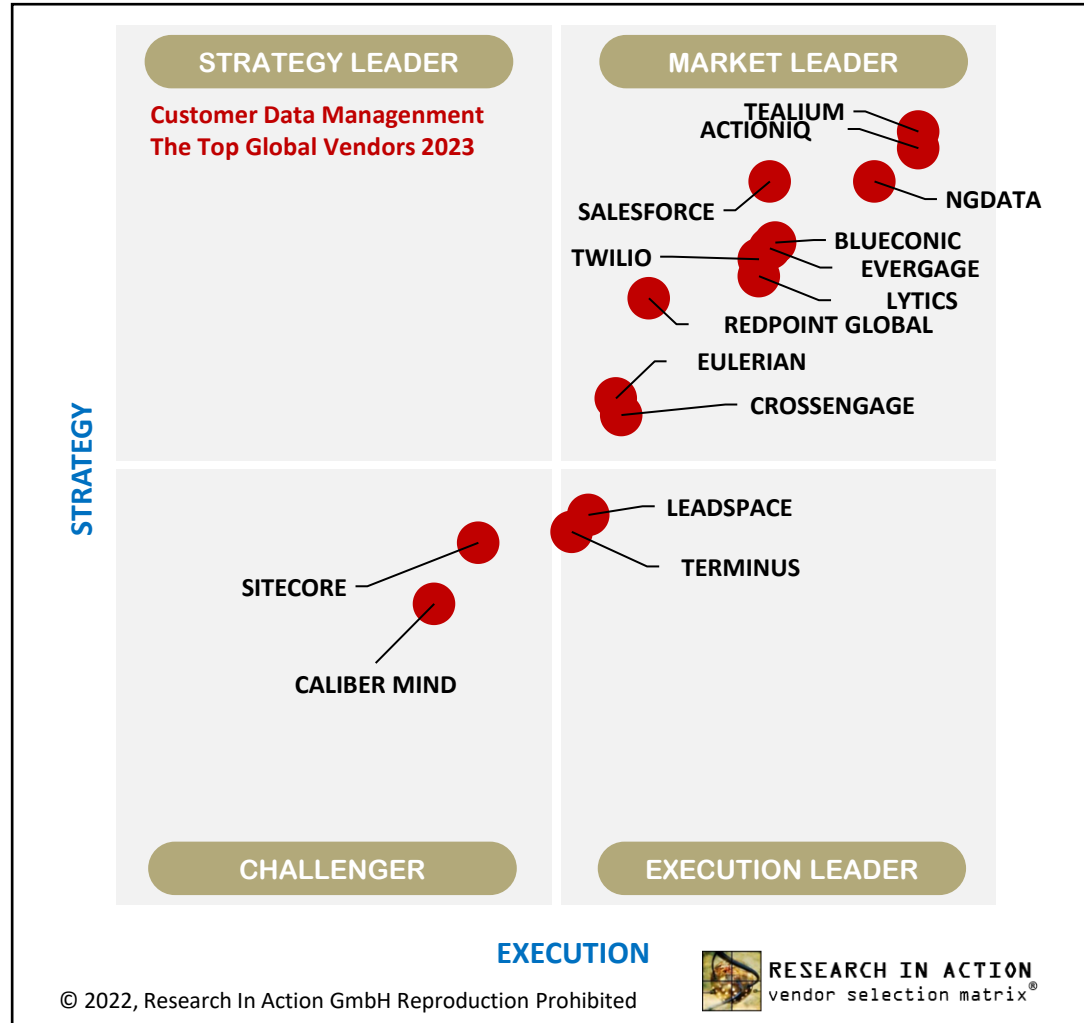 STRATEGY LEADER
MARKET LEADER
Customer Data Managenment
The Top Global Vendors 2023
TEALIUM
ACTIONIQ
SALESFORCE
NGDATA
BLUECONIC
TWILIO
EVERGAGE
LYTICS
REDPOINT GLOBAL
EULERIAN
CROSSENGAGE
STRATEGY
LEADSPACE
TERMINUS
SITECORE
CALIBER MIND
CHALLENGER
EXECUTION LEADER
EXECUTION
RESEARCH IN ACTION
vendor selection matrix®
© 2022, Research In Action GmbH Reproduction Prohibited